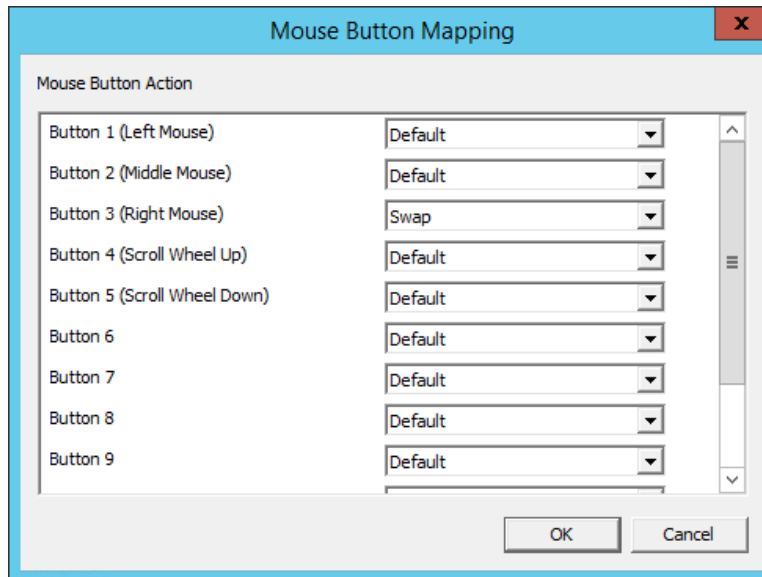 Mouse Button Mapping
x
Mouse Button Action
Button 1 (Left Mouse) Default
Button 2 (Middle Mouse) Default
Button 3 (Right Mouse) Swap
Button 4 (Scroll Wheel Up) Default
Button 5 (Scroll Wheel Down) Default
Button 6 Default
Button 7 Default
Button 8 Default
Button 9 Default
OK Cancel